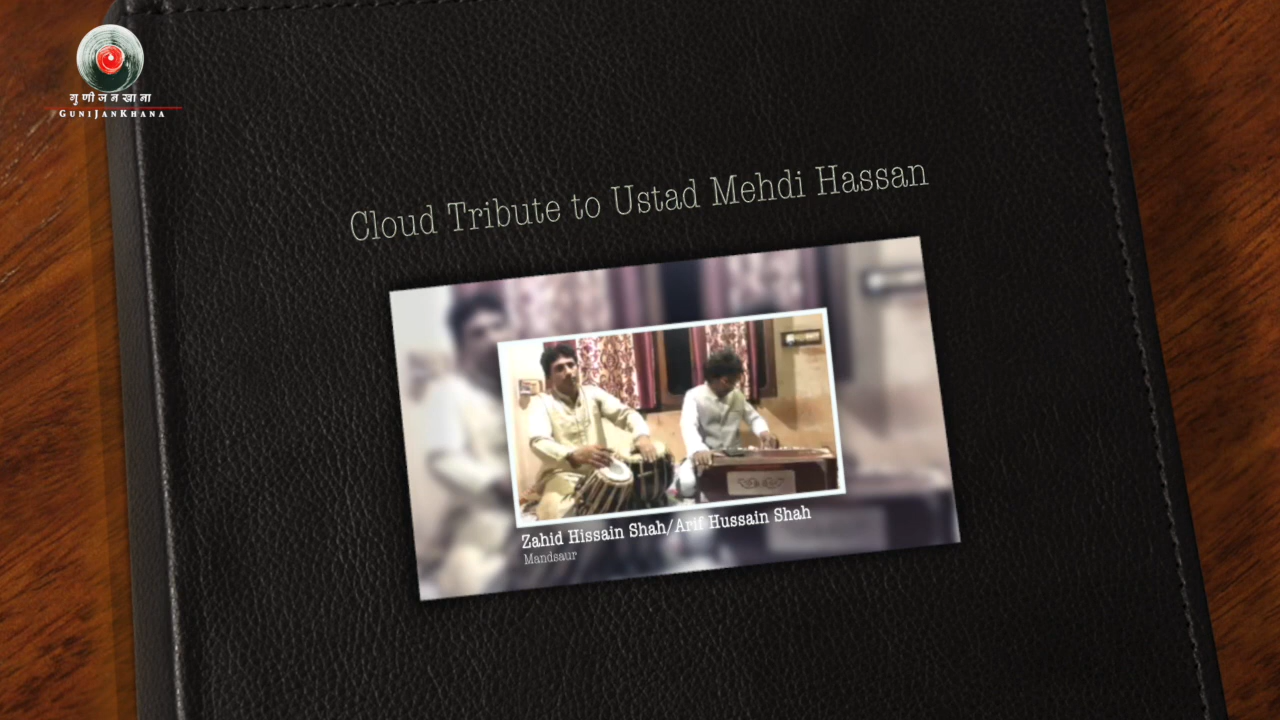 गुणीजनखाना
GUNIJANKHANA
Cloud Tribute to Ustad Mehdi Hassan
Zahid Hissain Shah/Arif Hussain Shah
Mandsaur